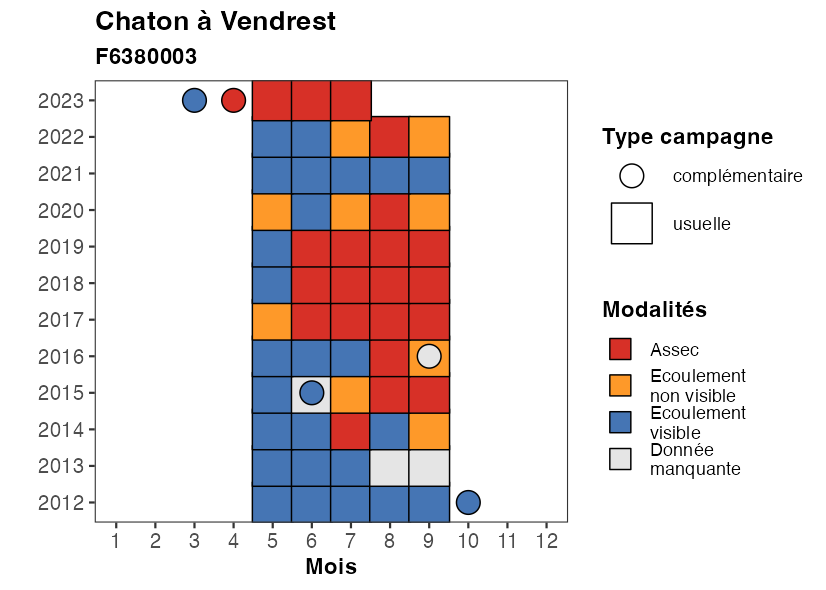 Chaton à Vendrest
F6380003
2023
2022
2021
2020
2019
2018
2017
2016
2015
2014
2013
2012
1 2 3 4 5 6 7 8 9 10 11 12
Mois
Type campagne
complémentaire
usuelle
Modalités
Assec
Ecoulement
non visible
Ecoulement
visible
Donnée
manquante